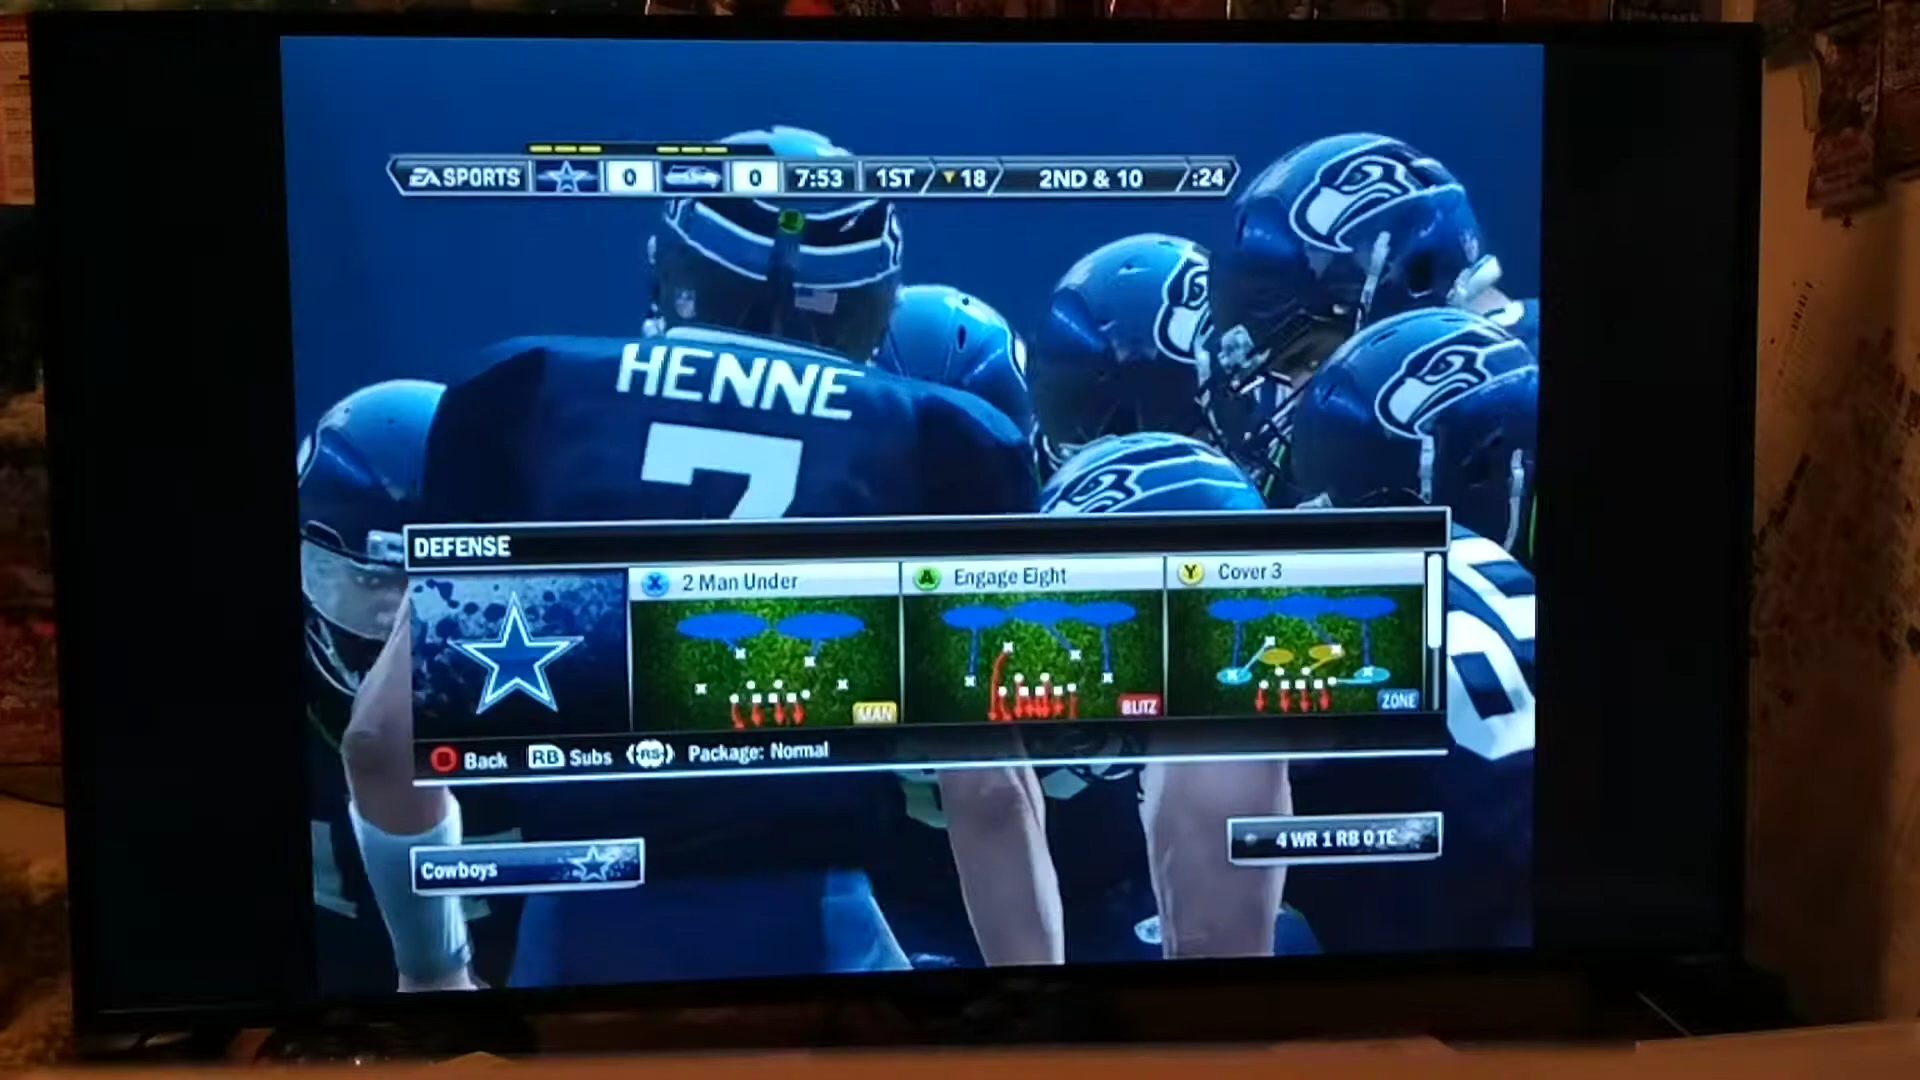 EA SPORTS 0 0 7:53 1ST 18 2ND & 10 :24
HENNE
7
DEFENSE
X 2 Man Under
A Engage Eight
Y Cover 3
MAN
BLITZ
ZONE
B Back RB Subs RS Package: Normal
4 WR 1 RB 0 TE
Cowboys